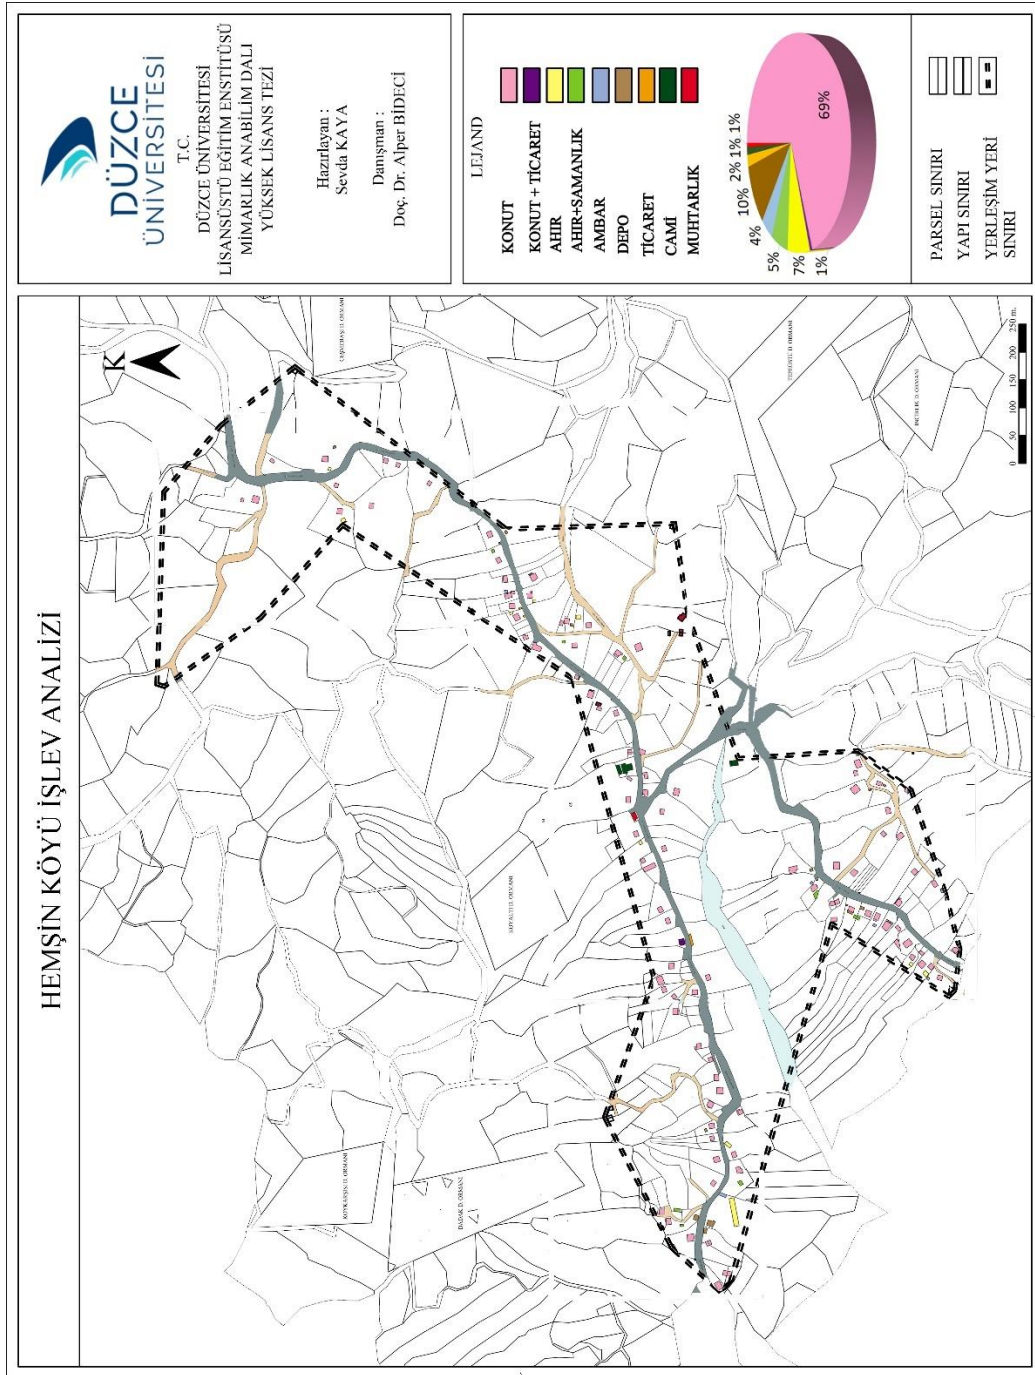 HEMŞİN KÖYÜ İŞLEV ANALİZİ
K
DÜZCE
ÜNİVERSİTESİ
T.C.
DÜZCE ÜNİVERSİTESİ
LİSANSÜSTÜ EĞİTİM ENSTİTÜSÜ
MİMARLIK ANABİLİM DALI
YÜKSEK LİSANS TEZİ
Hazırlayan :
Sevda KAYA
Danışman :
Doç. Dr. Alper BİDECİ
LEJAND
KONUT
KONUT + TİCARET
AHIR
AHIR+SAMANLIK
AMBAR
DEPO
TİCARET
CAMİ
MUHTARLIK
69%
1%
7%
5%
4%
10%
2%
1%
1%
PARSEL SINIRI
YAPI SINIRI
YERLEŞİM YERİ
SINIRI
0 50 100 150 200 250 m.
DADAK D. ORMANI